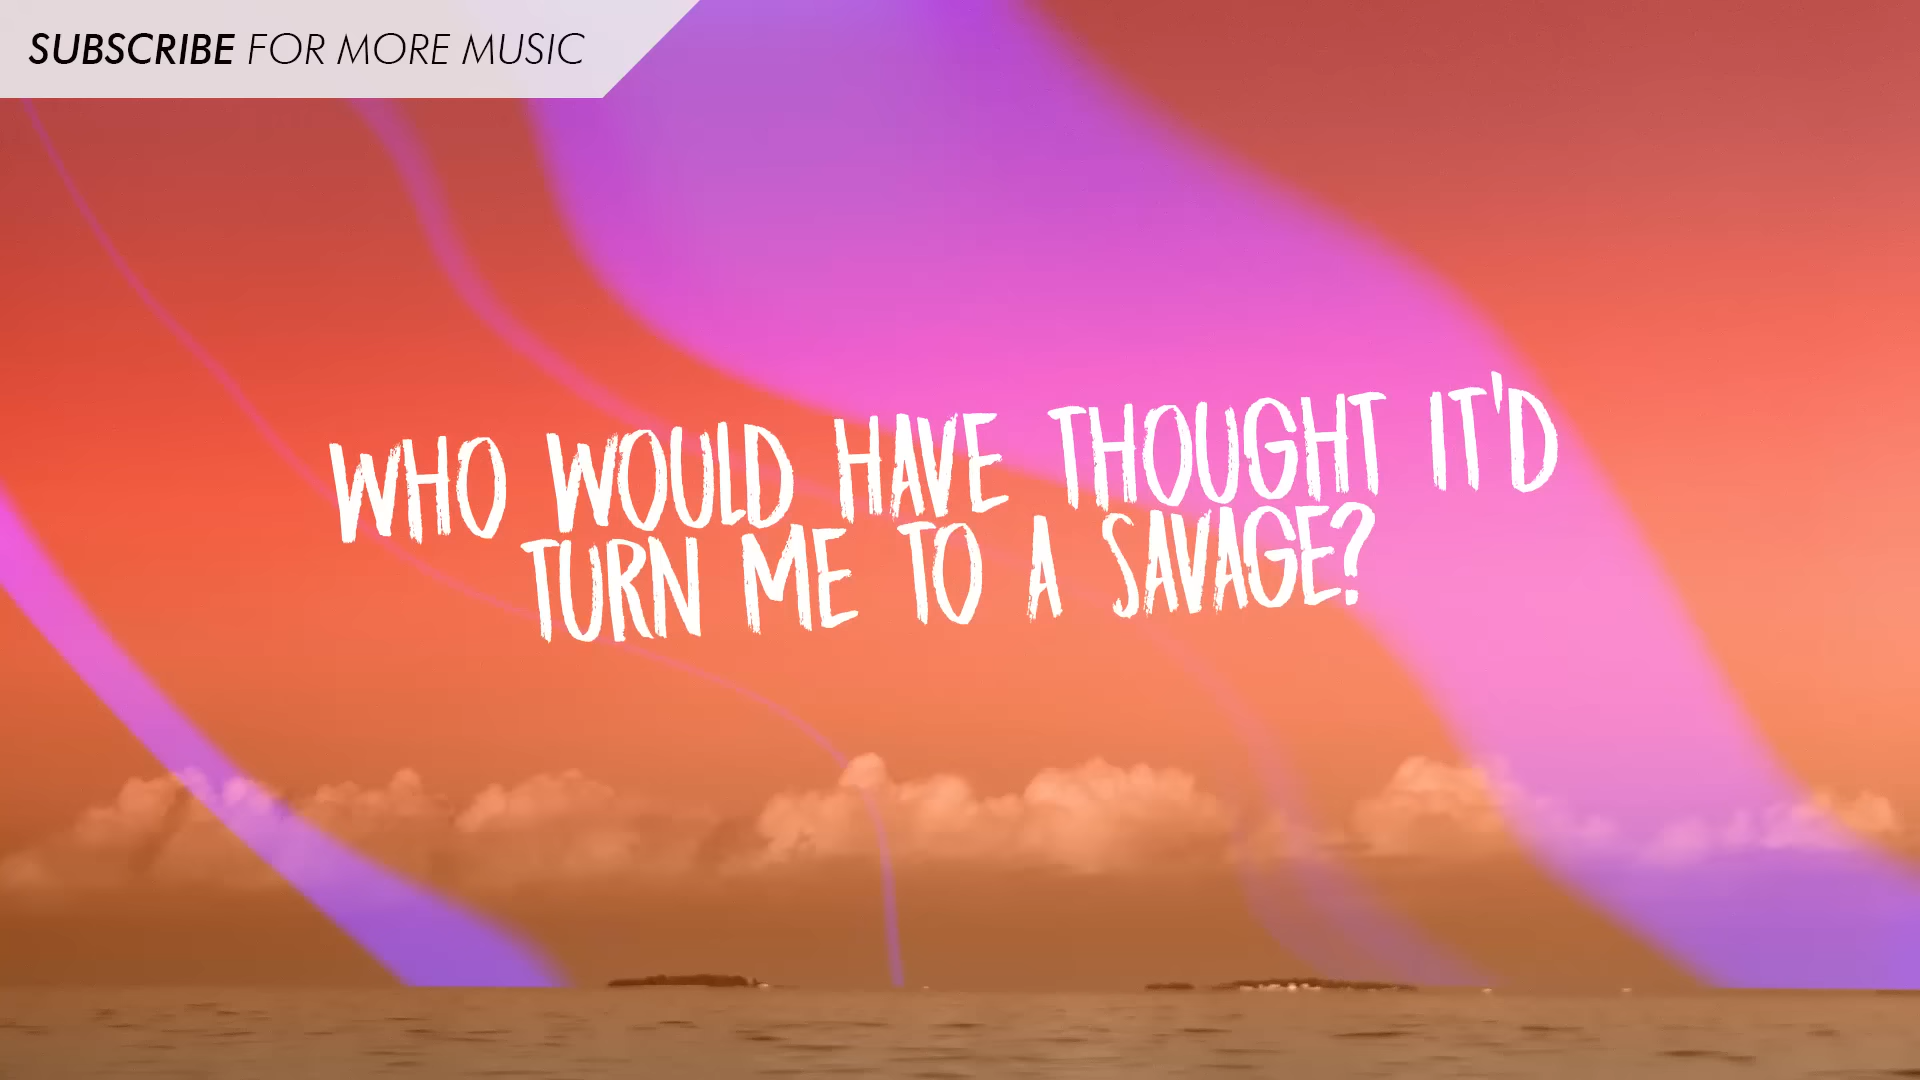 SUBSCRIBE FOR MORE MUSIC
WHO WOULD HAVE THOUGHT IT'D
TURN ME TO A SAVAGE?